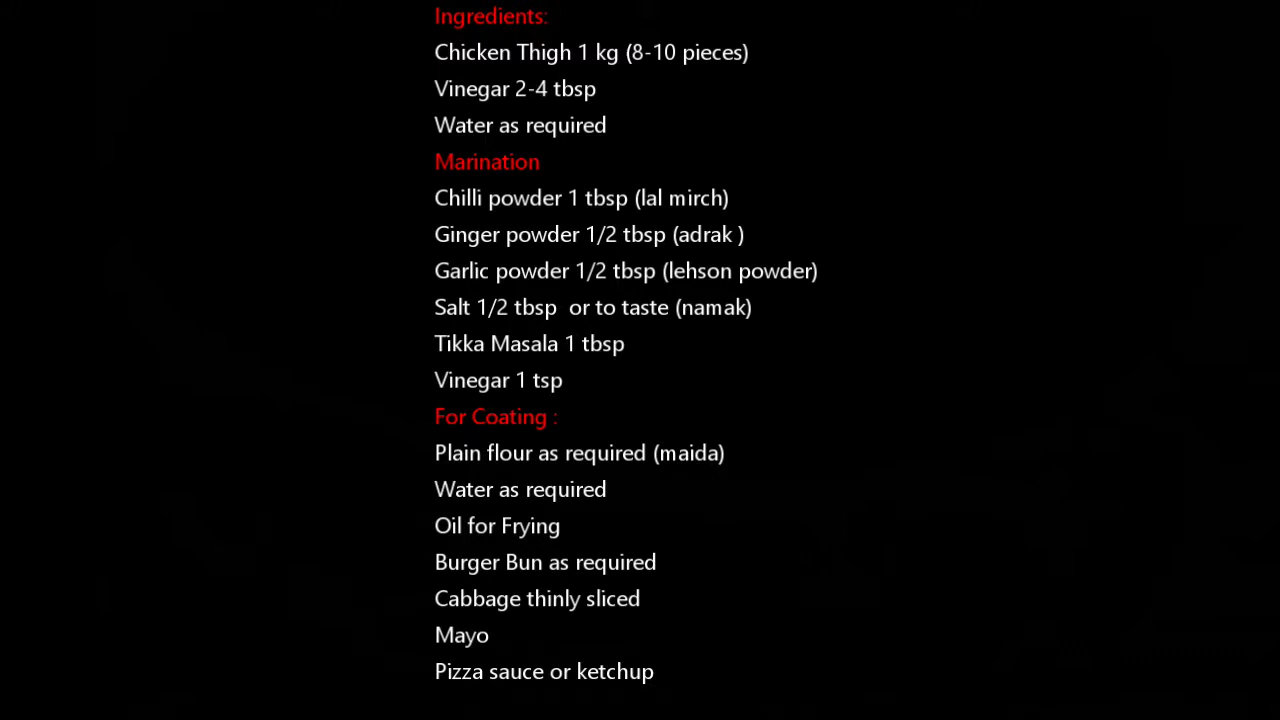 Ingredients:
Chicken Thigh 1 kg (8-10 pieces)
Vinegar 2-4 tbsp
Water as required
Marination
Chilli powder 1 tbsp (lal mirch)
Ginger powder 1/2 tbsp (adrak )
Garlic powder 1/2 tbsp (lehson powder)
Salt 1/2 tbsp  or to taste (namak)
Tikka Masala 1 tbsp
Vinegar 1 tsp
For Coating :
Plain flour as required (maida)
Water as required
Oil for Frying
Burger Bun as required
Cabbage thinly sliced
Mayo
Pizza sauce or ketchup